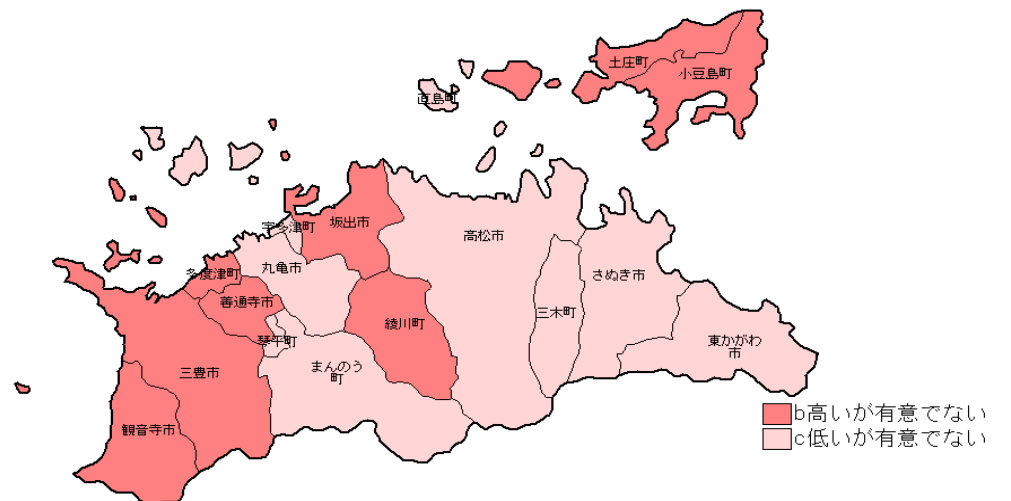 土庄町
小豆島町
直島町
宇多津町
坂出市
高松市
多度津町
丸亀市
さぬき市
善通寺市
綾川町
三木町
琴平町
東かがわ
市
まんのう
町
三豊市
観音寺市
b高いが有意でない
c低いが有意でない